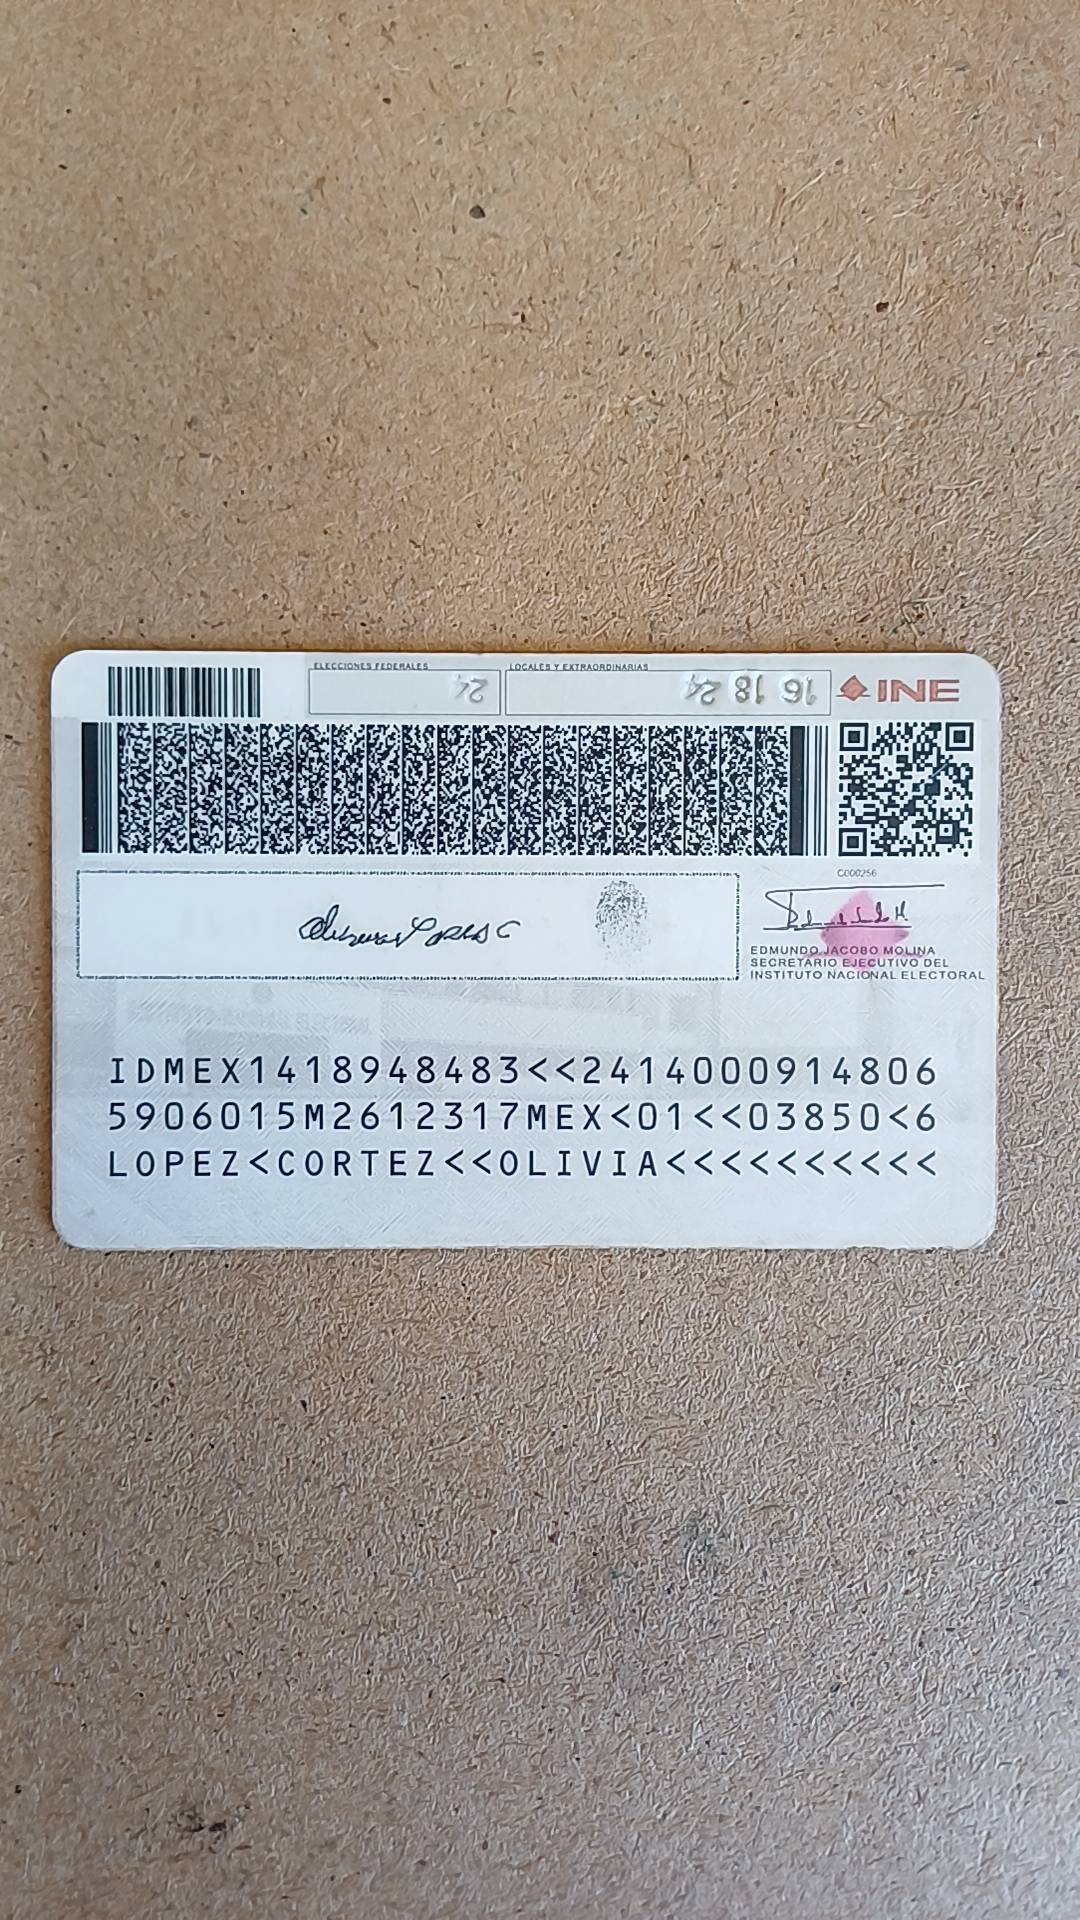 ELECCIONES FEDERALES
LOCALES Y EXTRAORDINARIAS
24
16 18 24
INE
C000256
EDMUNDO JACOBO MOLINA
SECRETARIO EJECUTIVO DEL
INSTITUTO NACIONAL ELECTORAL
IDMEX1418948483<<2414000914806
5906015M2612317MEX<01<<03850<6
LOPEZ<CORTEZ<<OLIVIA<<<<<<<<<<